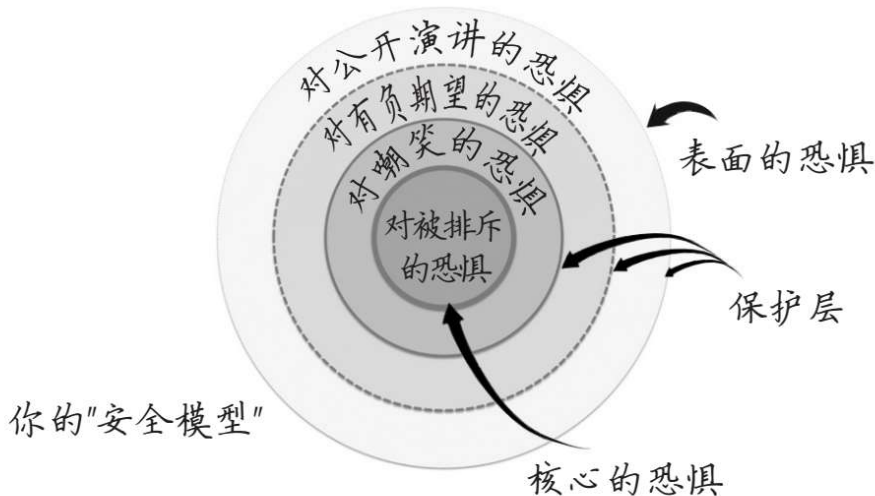 对公开演讲的恐惧
对有负期望的恐惧
对嘲笑的恐惧
对被排斥
的恐惧
表面的恐惧
保护层
你的"安全模型"
核心的恐惧